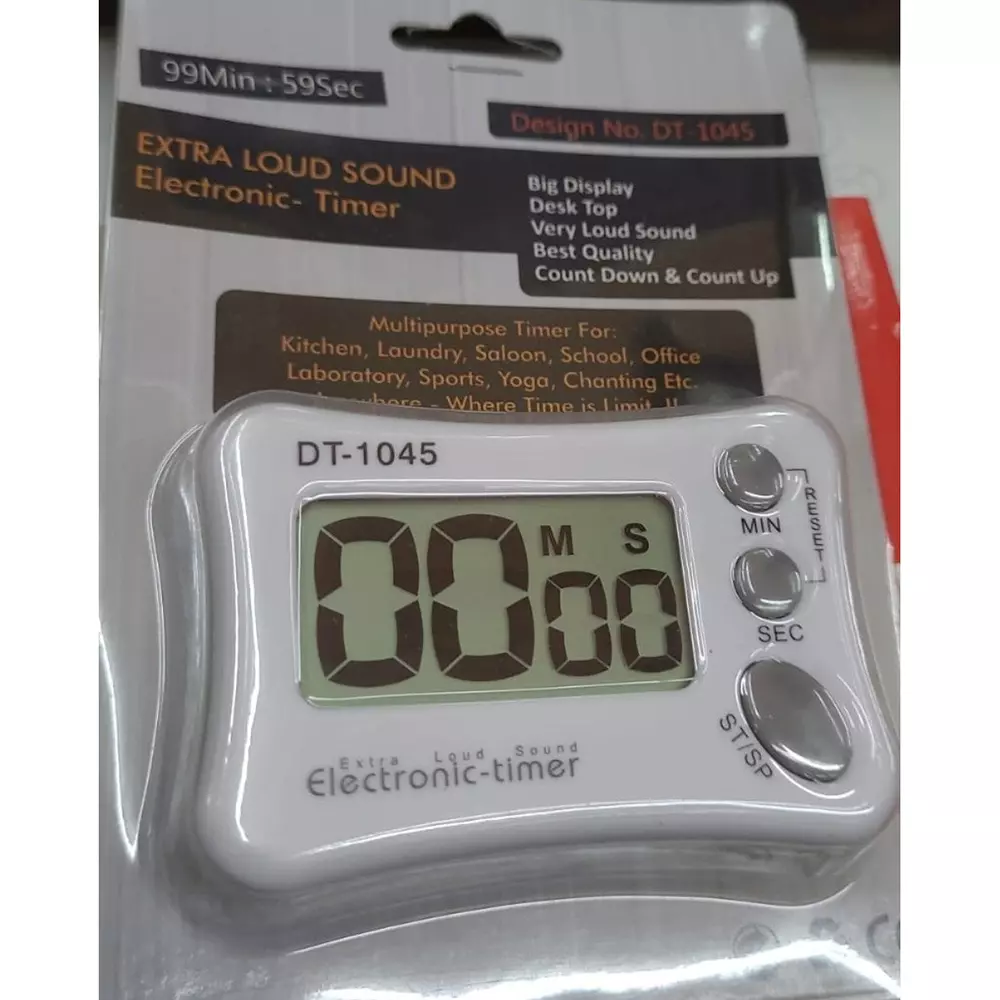 99Min : 59Sec
Design No. DT-1045
EXTRA LOUD SOUND
Electronic- Timer
Big Display
Desk Top
Very Loud Sound
Best Quality
Count Down & Count Up
Multipurpose Timer For:
Kitchen, Laundry, Saloon, School, Office
Laboratory, Sports, Yoga, Chanting Etc.
- Where Time is Limit
DT-1045
M S
00 00
MIN
RESET
SEC
ST/SP
Extra Loud Sound
Electronic-timer